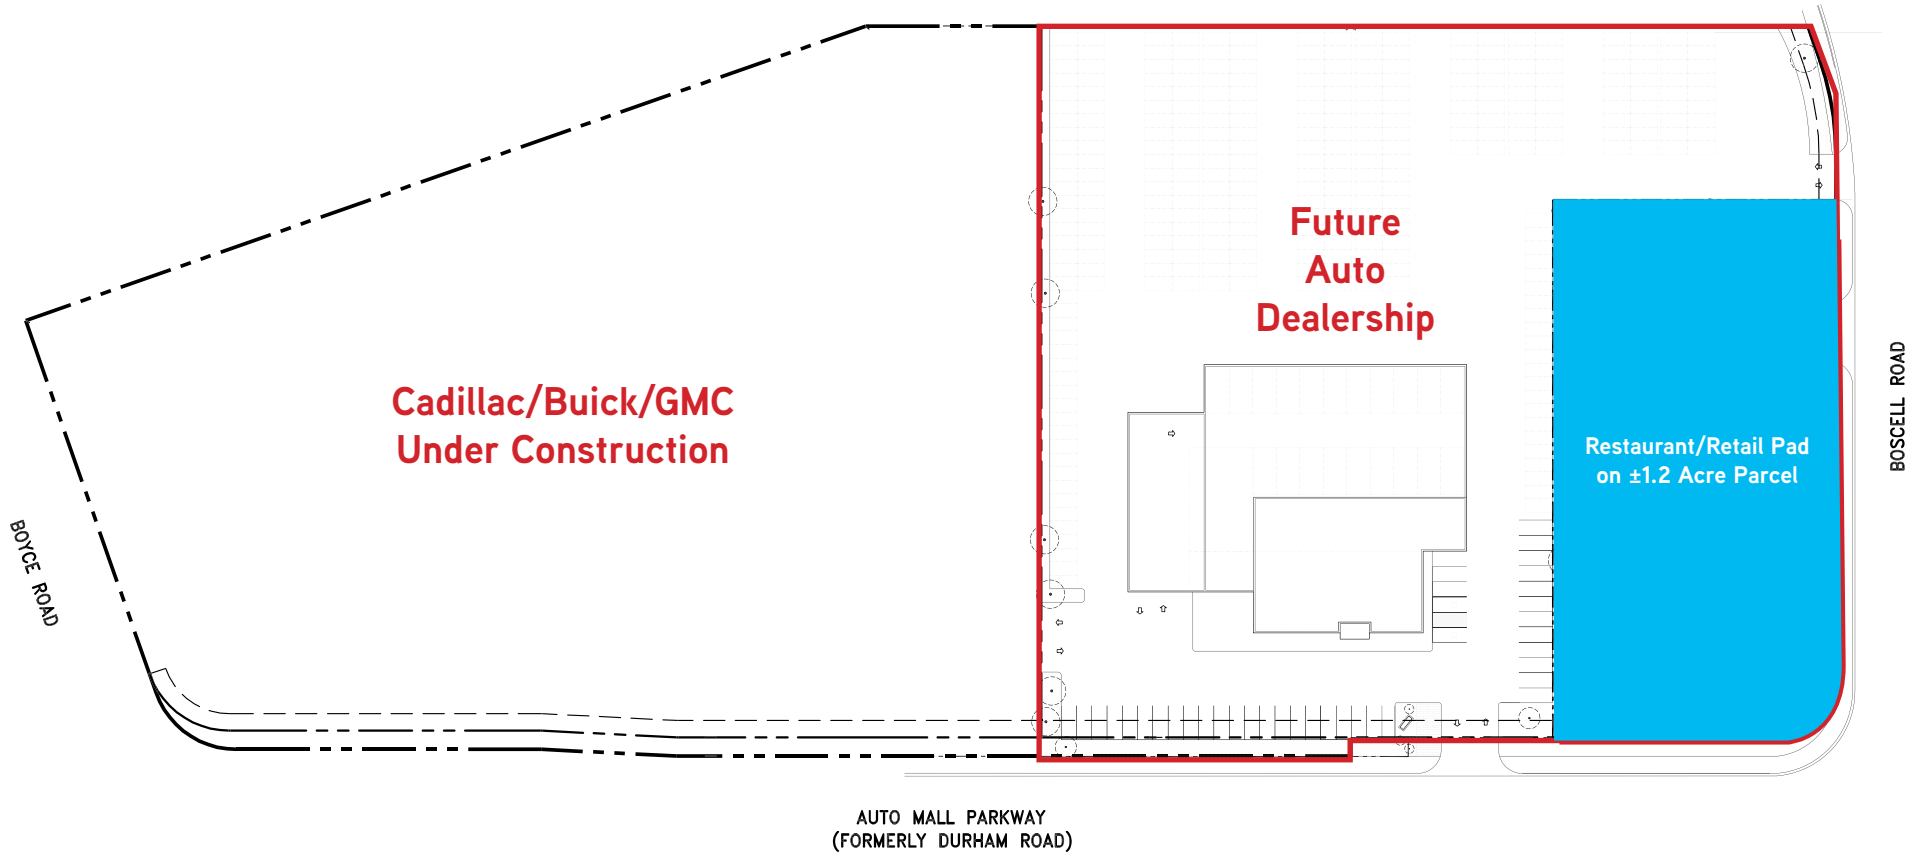 Future
Auto
Dealership
Cadillac/Buick/GMC
Under Construction
Restaurant/Retail Pad
on ±1.2 Acre Parcel
BOSCELL ROAD
BOYCE ROAD
AUTO MALL PARKWAY
(FORMERLY DURHAM ROAD)